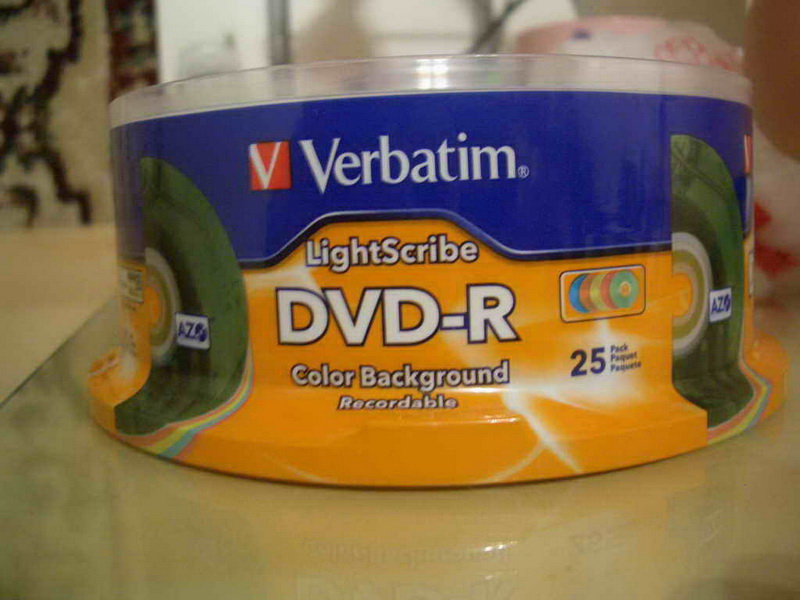 V Verbatim®
LightScribe
DVD-R
Color Background
Recordable
25 Pack
Paquet
Paquete
AZO
AZO